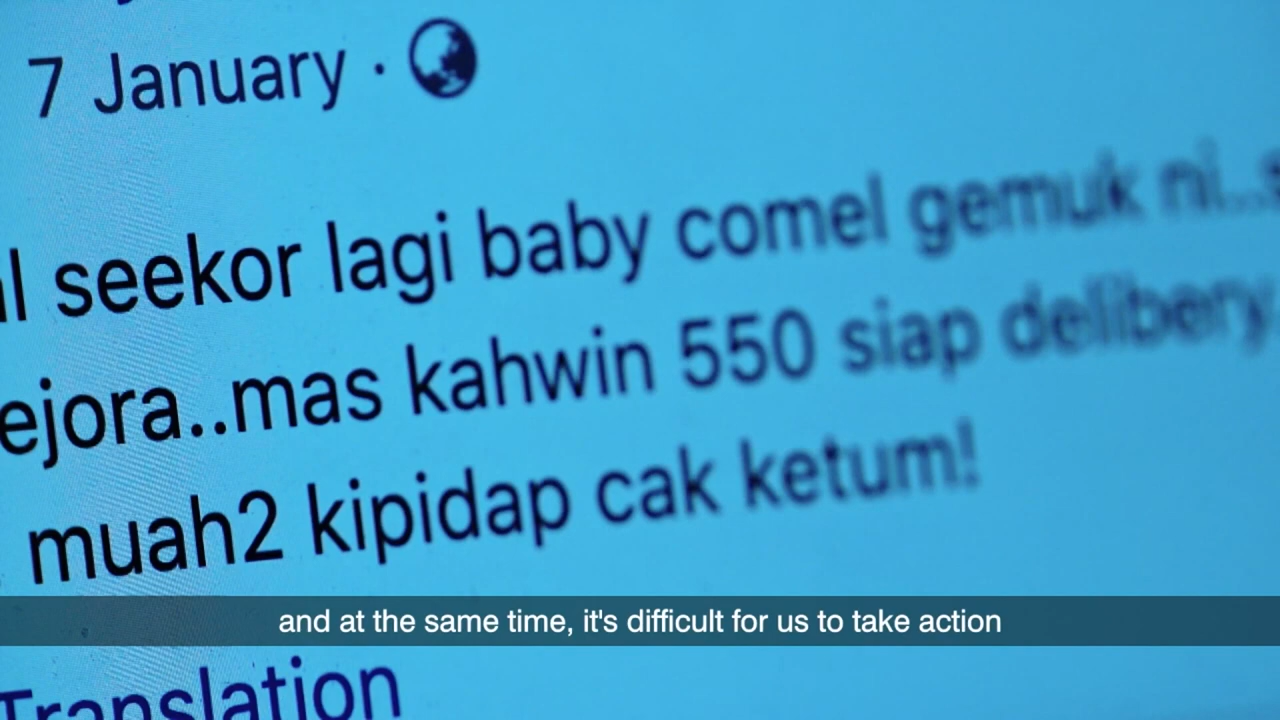 7 January ·
seekor lagi baby comel gemuk ni..
mas kahwin 550 siap delibery
muah2 kipidap cak ketum!
and at the same time, it's difficult for us to take action
Translation